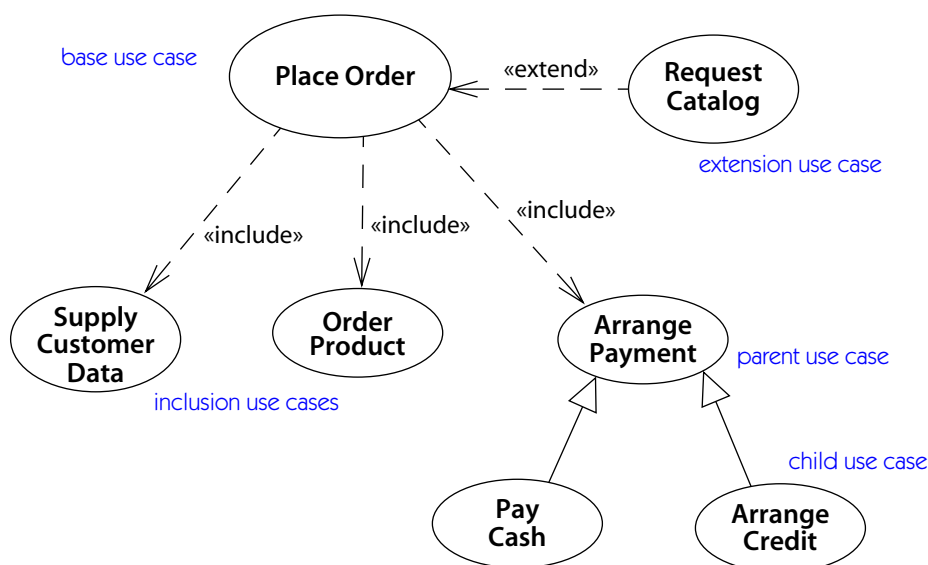 base use case
Place Order
«extend»
Request
Catalog
extension use case
«include»
«include»
«include»
Supply
Customer
Data
Order
Product
Arrange
Payment
parent use case
inclusion use cases
child use case
Pay
Cash
Arrange
Credit